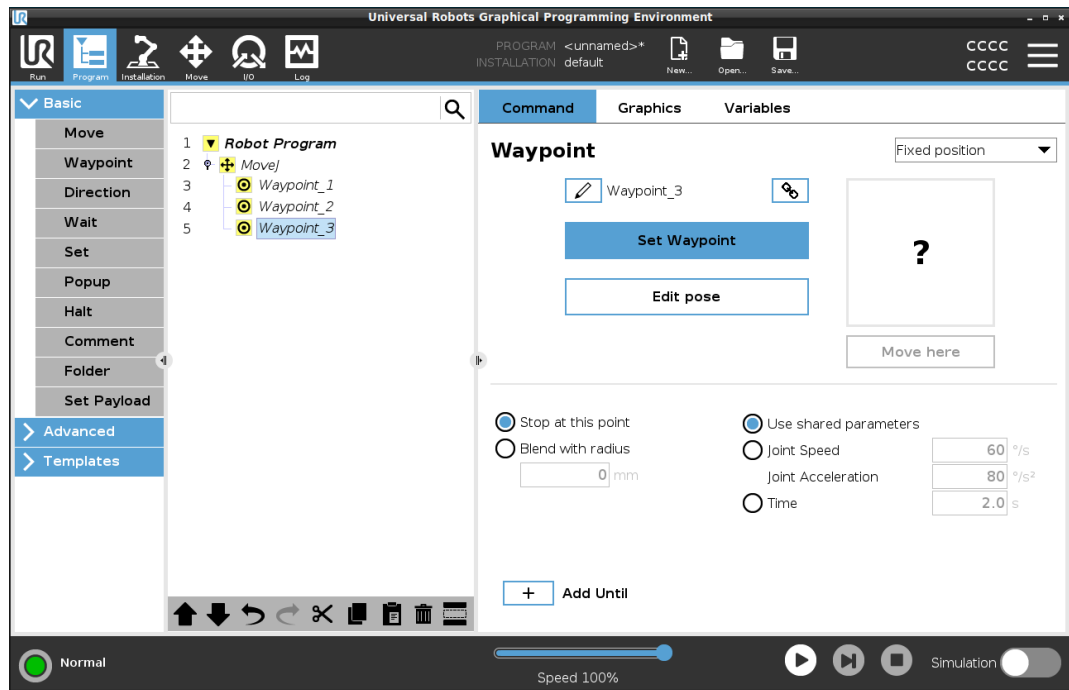 Universal Robots Graphical Programming Environment
UR
Run
Program
Installation
Move
I/O
Log
PROGRAM <unnamed>*
INSTALLATION default
New...
Open...
Save...
CCCC
CCCC
Basic
Move
Waypoint
Direction
Wait
Set
Popup
Halt
Comment
Folder
Set Payload
Advanced
Templates
1 Robot Program
2 MoveJ
3 Waypoint_1
4 Waypoint_2
5 Waypoint_3
Command Graphics Variables
Waypoint
Fixed position
Waypoint_3
Set Waypoint
Edit pose
?
Move here
Stop at this point
Blend with radius
0 mm
Use shared parameters
Joint Speed 60 °/s
Joint Acceleration 80 °/s²
Time 2.0 s
+ Add Until
Normal
Speed 100%
Simulation